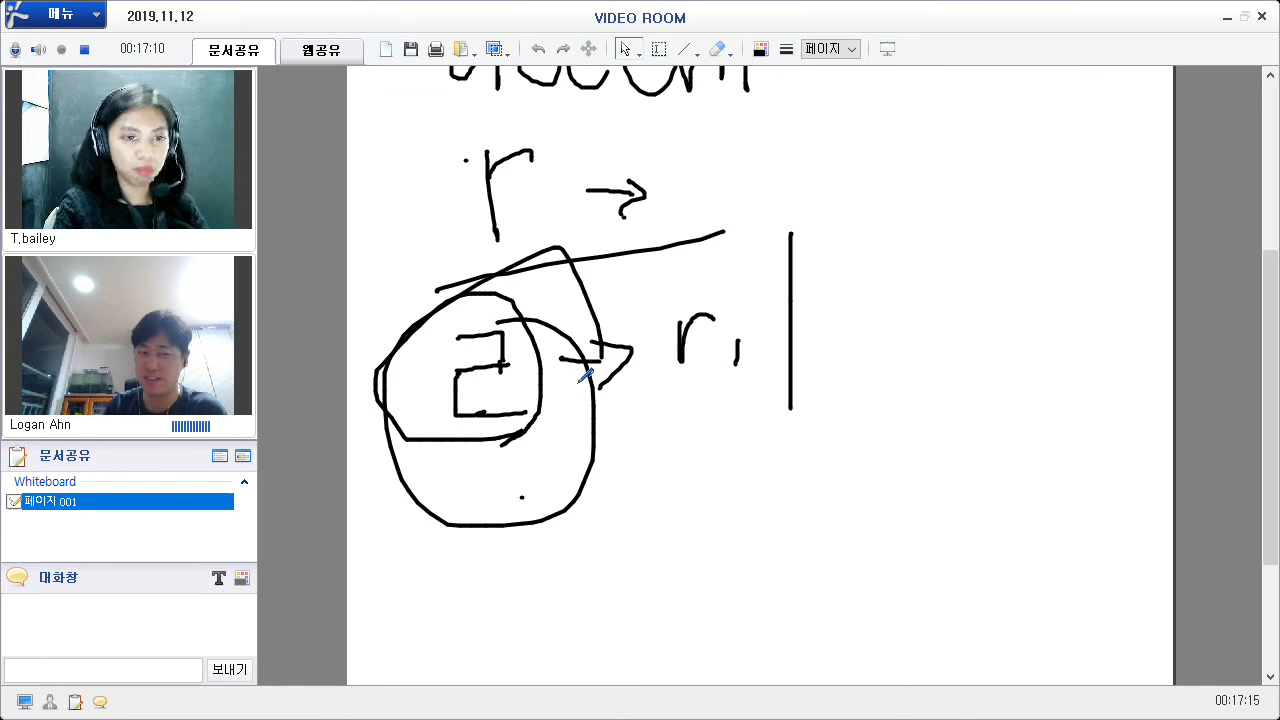 메뉴 2019.11.12 VIDEO ROOM
00:17:10 문서공유 웹공유 페이지
r →
T.bailey
ㄹ → r, l
Logan Ahn
문서공유
Whiteboard
페이지 001
대화창 T
보내기
00:17:15